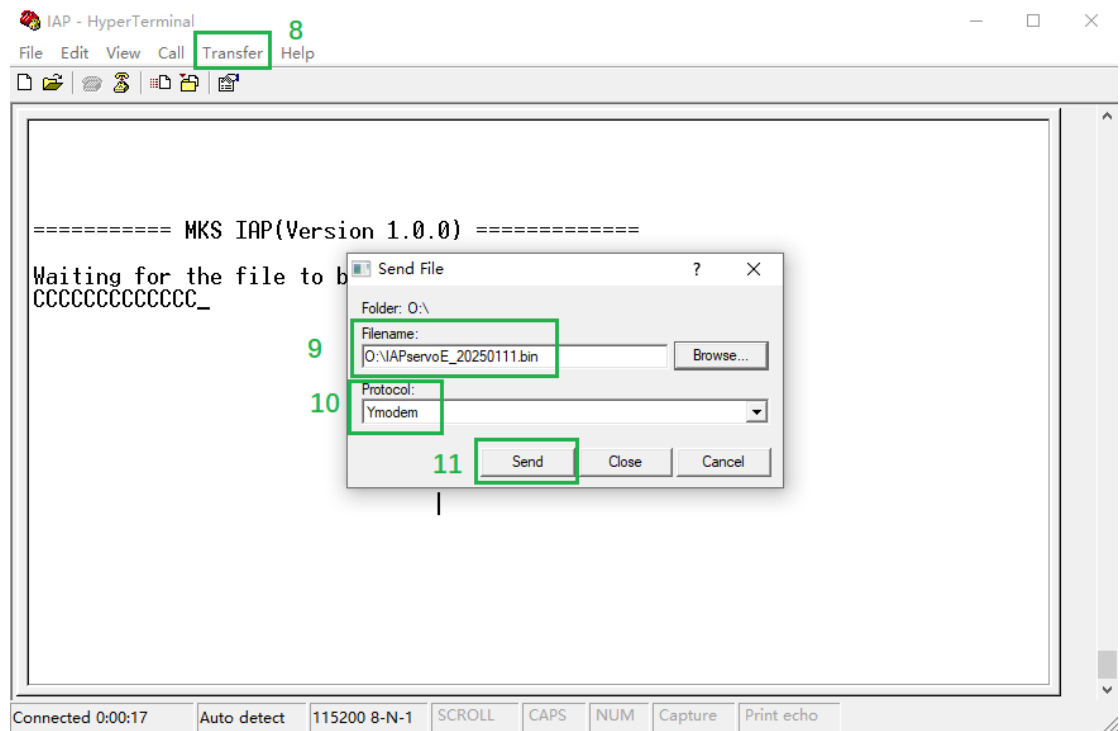 IAP - HyperTerminal
8
File Edit View Call Transfer Help
=========== MKS IAP(Version 1.0.0) =============
Waiting for the file to b
CCCCCCCCCCCCC_
Send File
Folder: O:\
Filename:
9
O:\IAPservoE_20250111.bin
Browse...
Protocol:
10
Ymodem
11
Send
Close
Cancel
Connected 0:00:17 Auto detect 115200 8-N-1 SCROLL CAPS NUM Capture Print echo